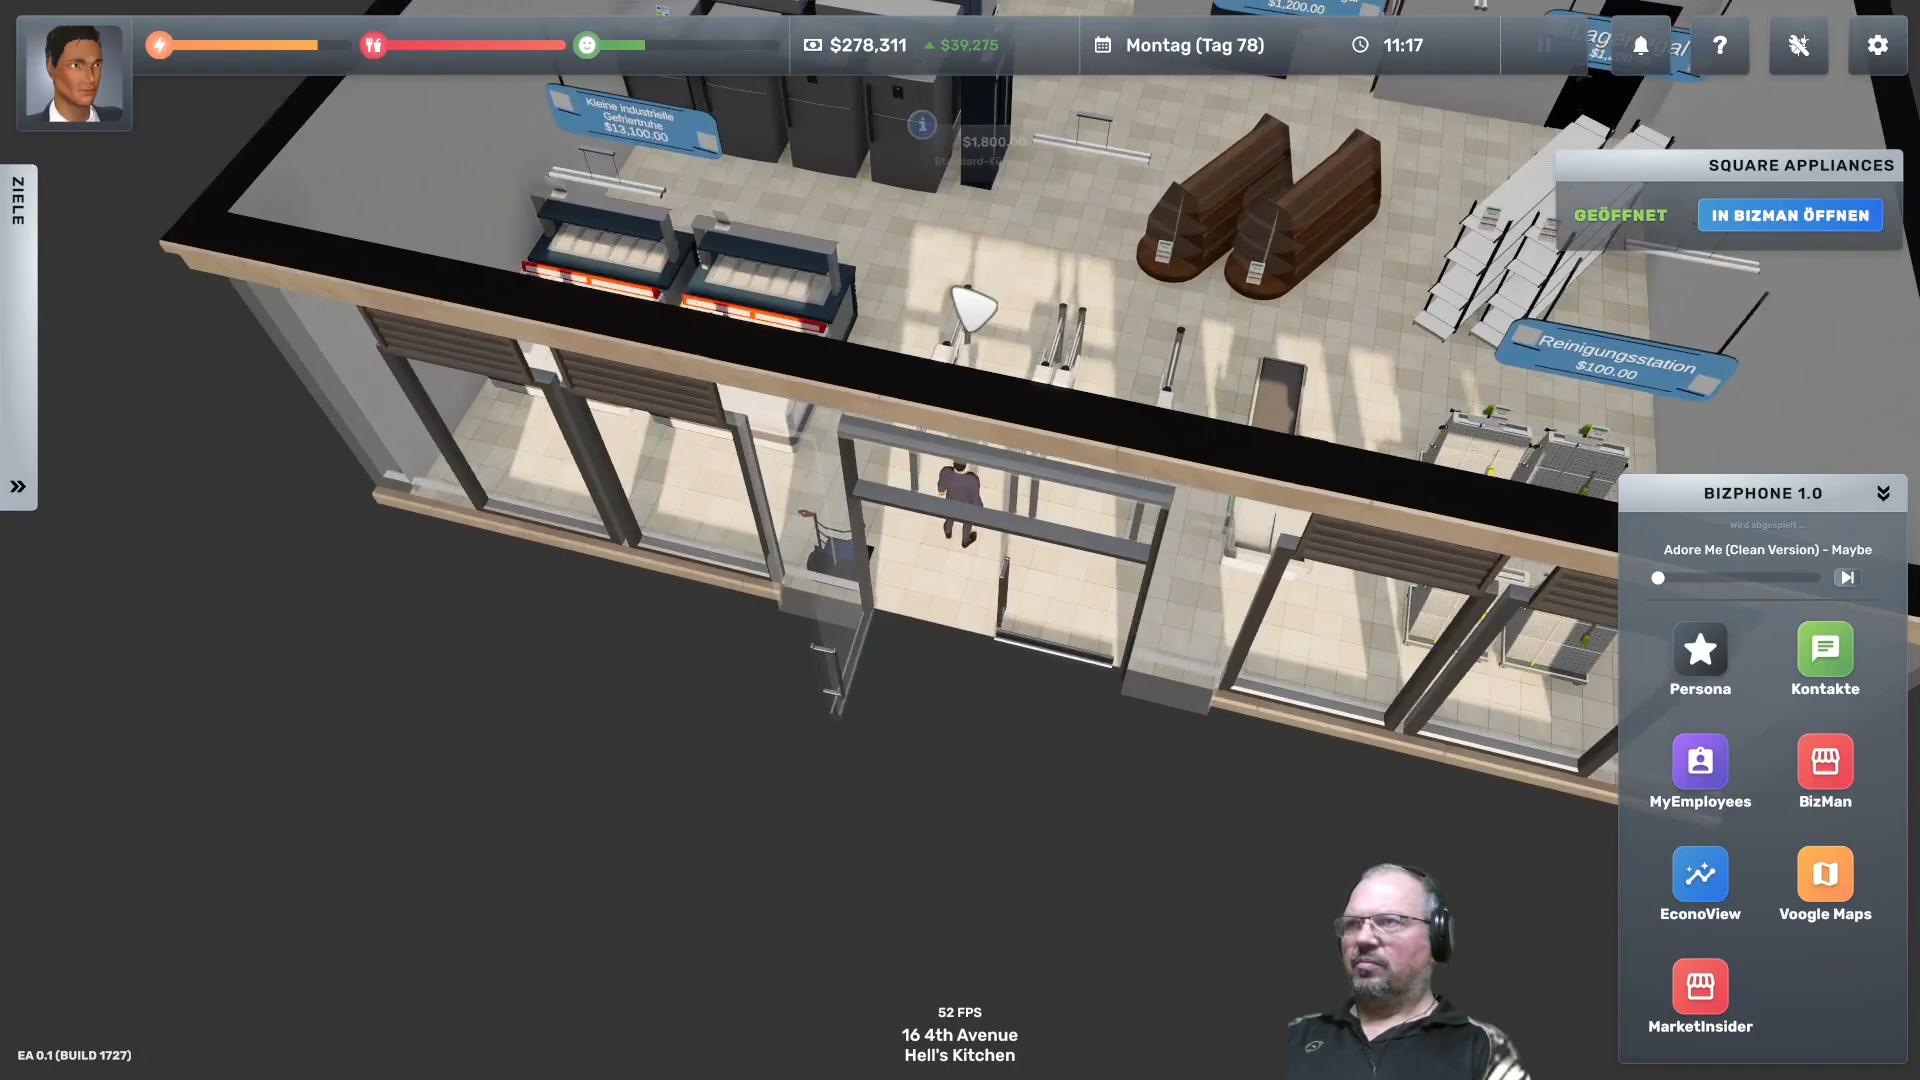 $1,200.00
$278,311
$39,275
Montag (Tag 78)
11:17
?
Lagerregal
Kleine industrielle
Gefriertruhe
$13,100.00
$1,800.00
ZIELE
SQUARE APPLIANCES
GEÖFFNET
IN BIZMAN ÖFFNEN
Reinigungsstation
$100.00
BIZPHONE 1.0
Wird abgespielt ...
Adore Me (Clean Version) - Maybe
Persona
Kontakte
MyEmployees
BizMan
EconoView
Voogle Maps
MarketInsider
52 FPS
16 4th Avenue
Hell's Kitchen
EA 0.1 (BUILD 1727)